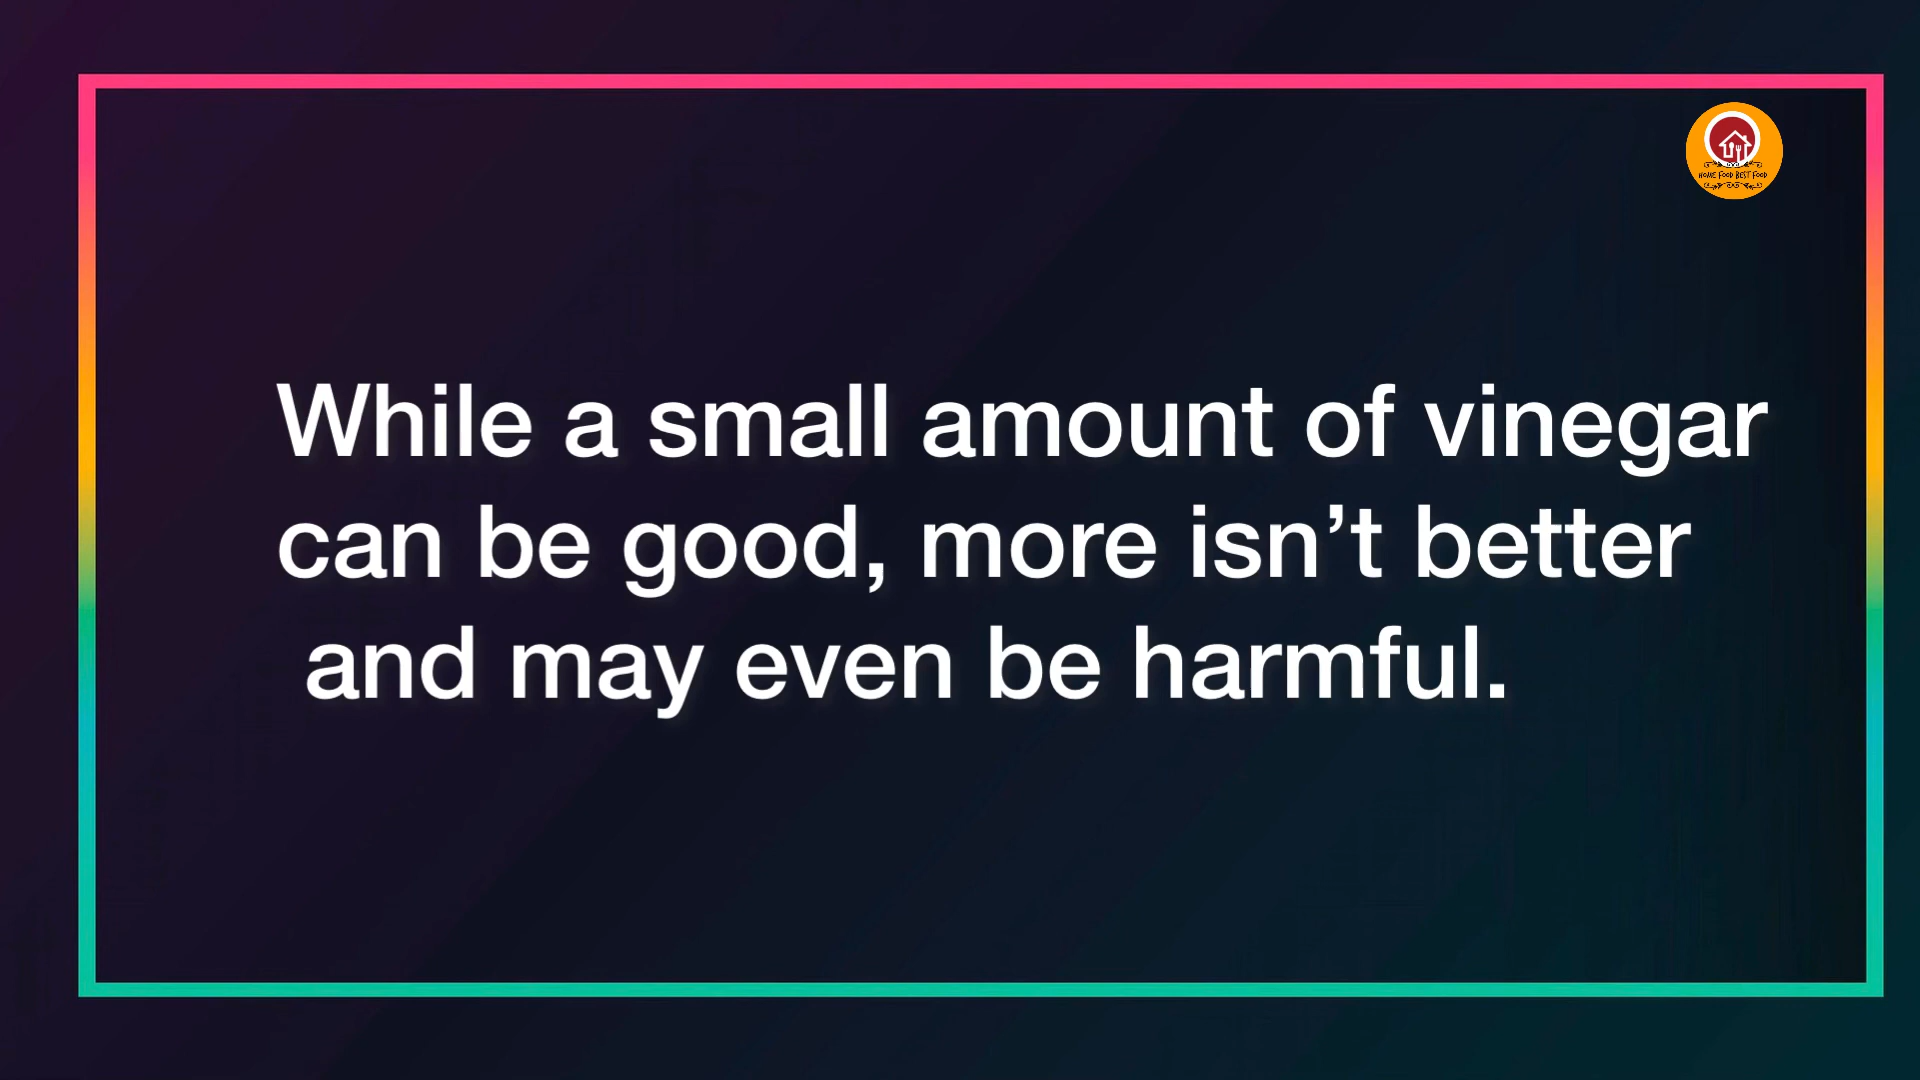 HOME FOOD BEST FOOD
While a small amount of vinegar
can be good, more isn’t better
and may even be harmful.